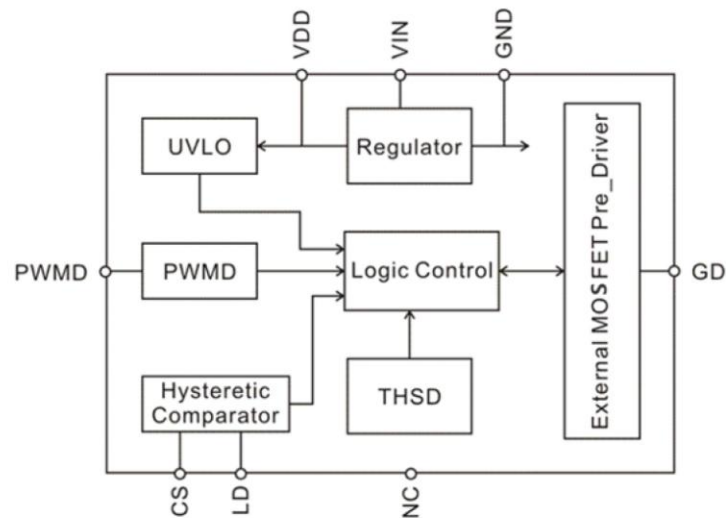 VDD
VIN
GND
UVLO
Regulator
External MOSFET Pre_Driver
PWMD
PWMD
Logic Control
GD
Hysteretic
Comparator
THSD
CS
LD
NC